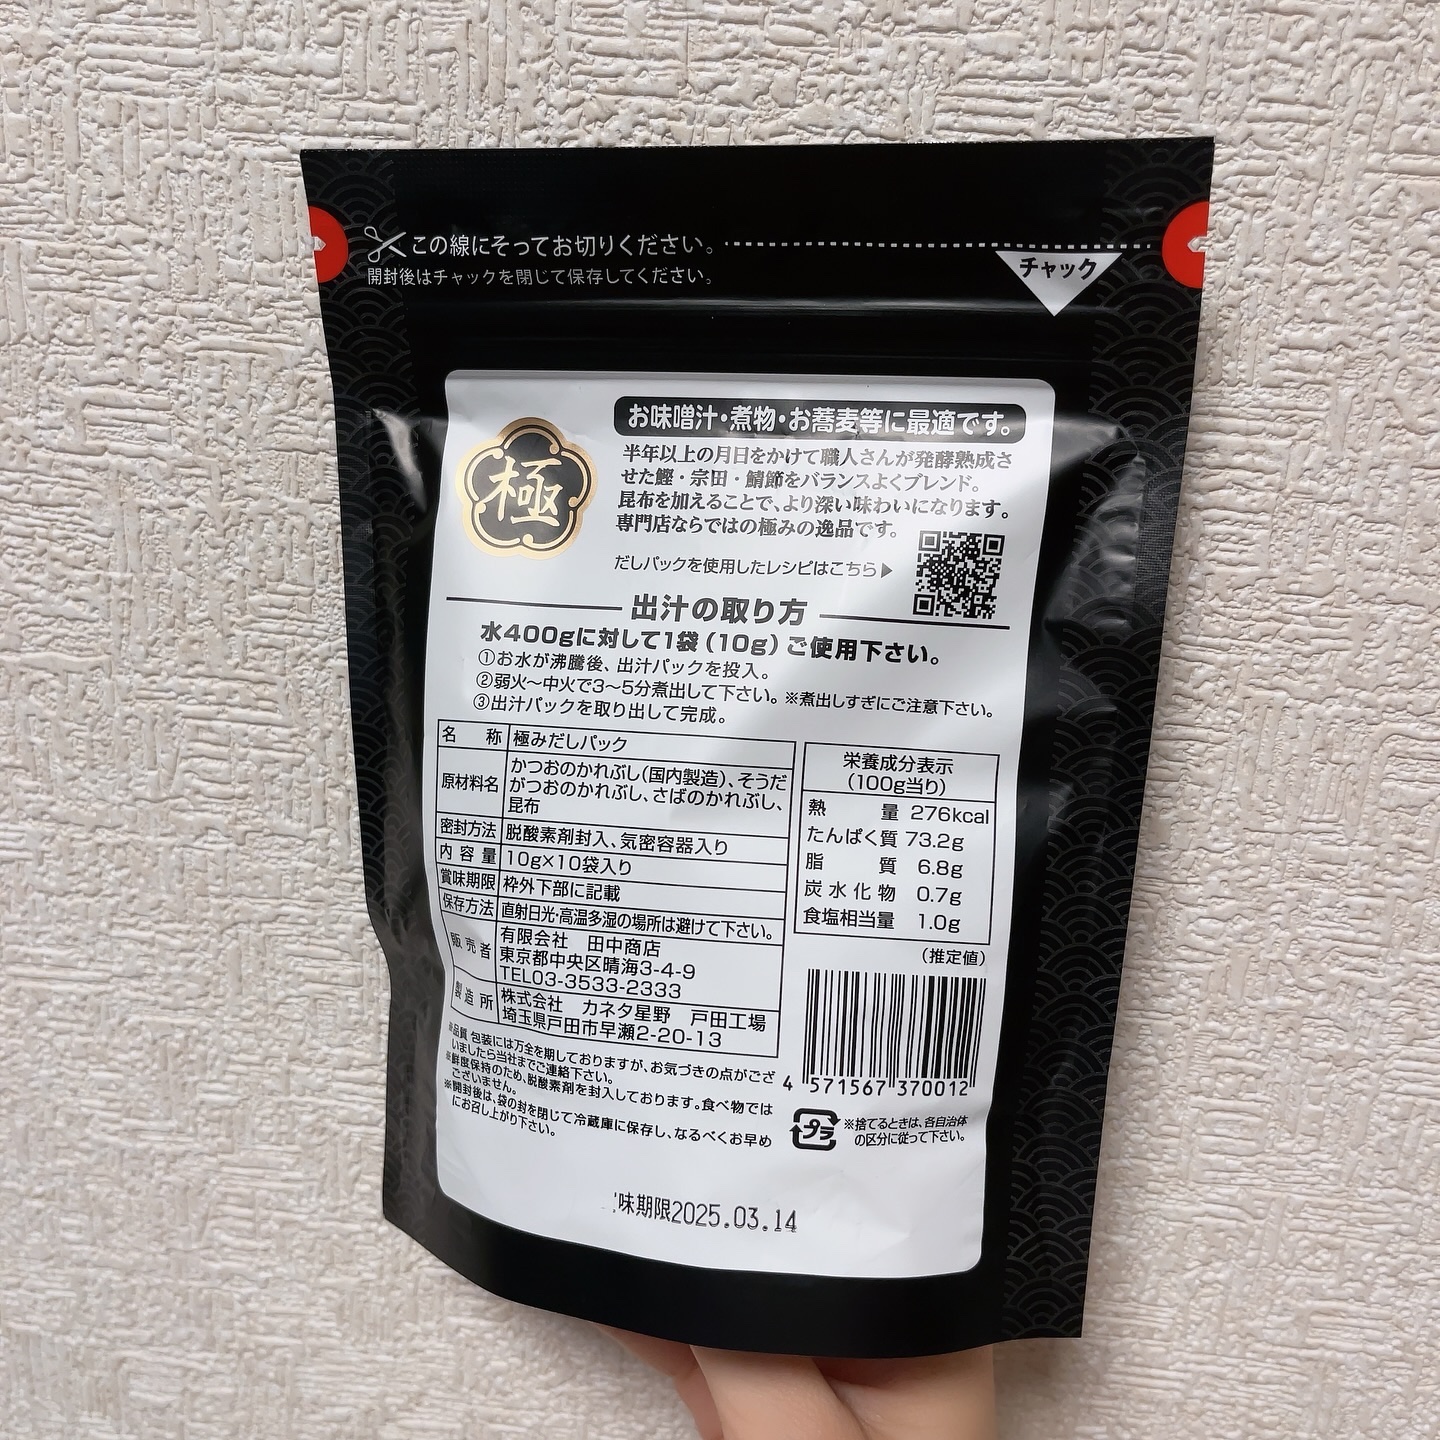 この線にそってお切りください。
開封後はチャックを閉じて保存してください。
チャック
極
お味噌汁・煮物・お蕎麦等に最適です。
半年以上の月日をかけて職人さんが発酵熟成さ
せた鰹・宗田・鯖節をバランスよくブレンド。
昆布を加えることで、より深い味わいになります。
専門店ならではの極みの逸品です。
だしパックを使用したレシピはこちら▶
出汁の取り方
水400gに対して1袋(10g)ご使用下さい。
①お水が沸騰後、出汁パックを投入。
②弱火〜中火で3〜5分煮出して下さい。※煮出しすぎにご注意下さい。
③出汁パックを取り出して完成。
名称 極みだしパック
原材料名 かつおのかれぶし(国内製造)、そうだ
がつおのかれぶし、さばのかれぶし、
昆布
密封方法 脱酸素剤封入、気密容器入り
内容量 10g×10袋入り
賞味期限 枠外下部に記載
保存方法 直射日光・高温多湿の場所は避けて下さい。
販売者 有限会社 田中商店
東京都中央区晴海3-4-9
TEL03-3533-2333
製造所 株式会社 カネタ星野 戸田工場
埼玉県戸田市早瀬2-20-13
栄養成分表示
(100g当り)
熱量 276kcal
たんぱく質 73.2g
脂質 6.8g
炭水化物 0.7g
食塩相当量 1.0g
(推定値)
4 571567 370012
※品質 包装には万全を期しておりますが、お気づきの点がござ
いましたら当社までご連絡下さい。
※鮮度保持のため、脱酸素剤を封入しております。食べ物では
ございません。
※開封後は、袋の封を閉じて冷蔵庫に保存し、なるべくお早め
にお召し上がり下さい。
プラ
※捨てるときは、各自治体
の区分に従って下さい。
味期限2025.03.14